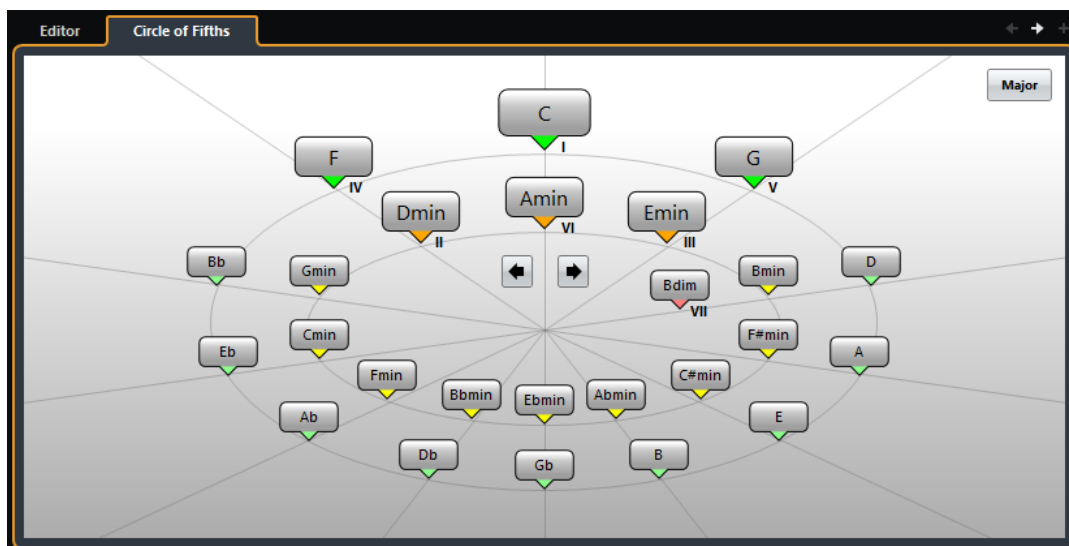 Editor
Circle of Fifths
Major
C
I
F
IV
G
V
Amin
VI
Dmin
II
Emin
III
Bb
Gmin
Bdim
VII
Bmin
D
Eb
Cmin
F#min
A
Fmin
C#min
Bbmin
Ebmin
Abmin
Ab
E
Db
Gb
B